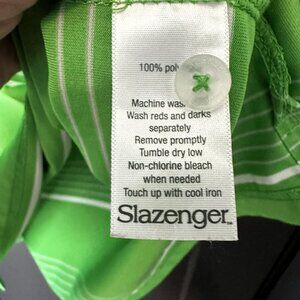 100% pol
Machine was
Wash reds and darks
separately
Remove promptly
Tumble dry low
Non-chlorine bleach
when needed
Touch up with cool iron
Slazenger™